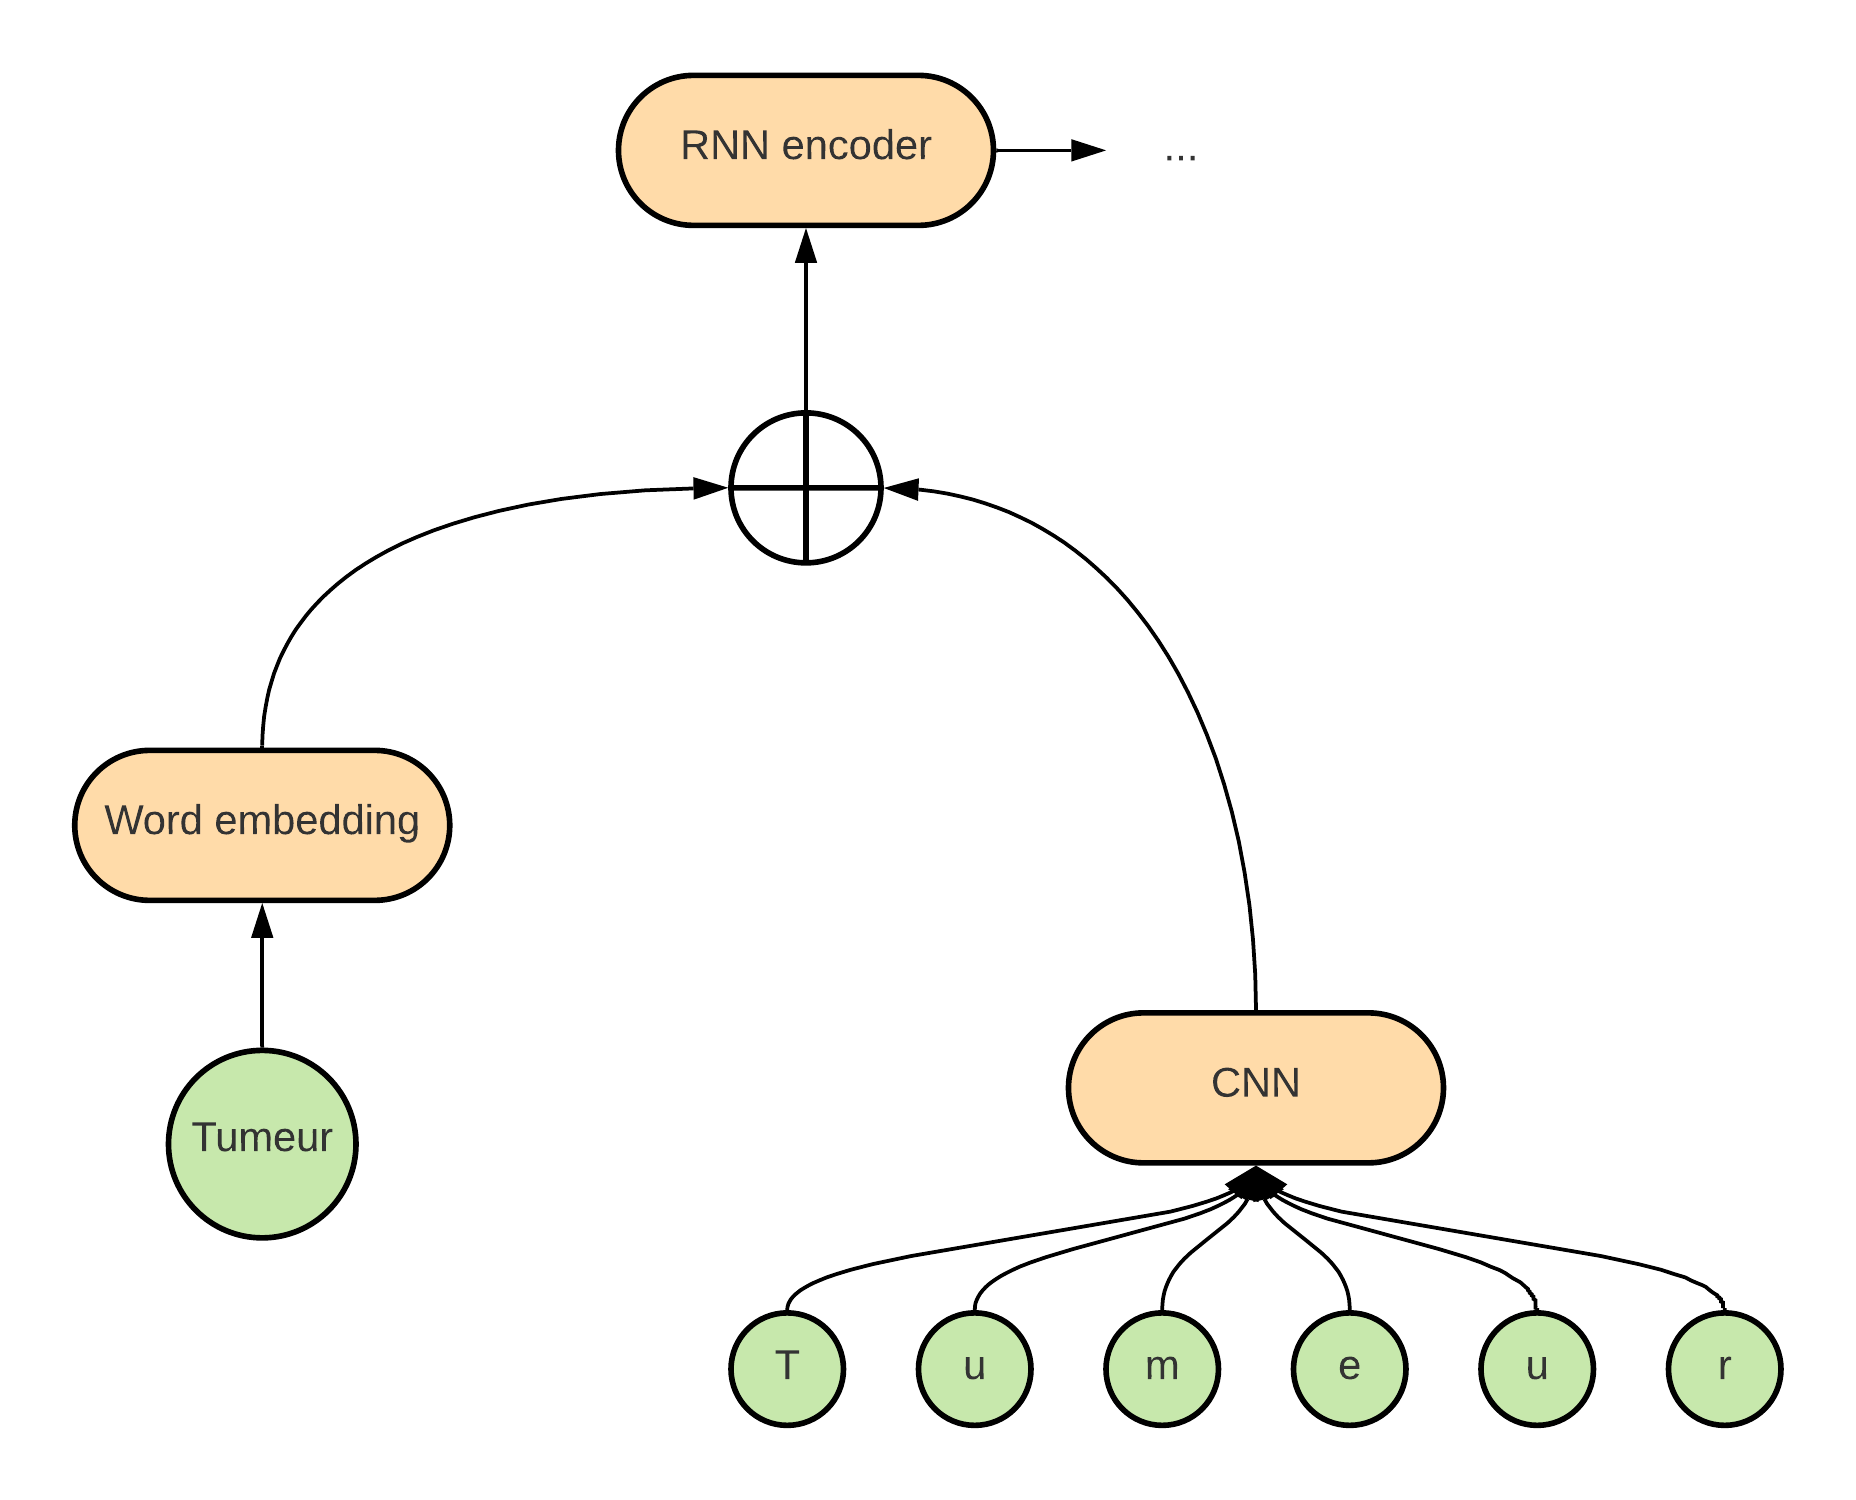 RNN encoder
...
Word embedding
CNN
Tumeur
T
u
m
e
u
r